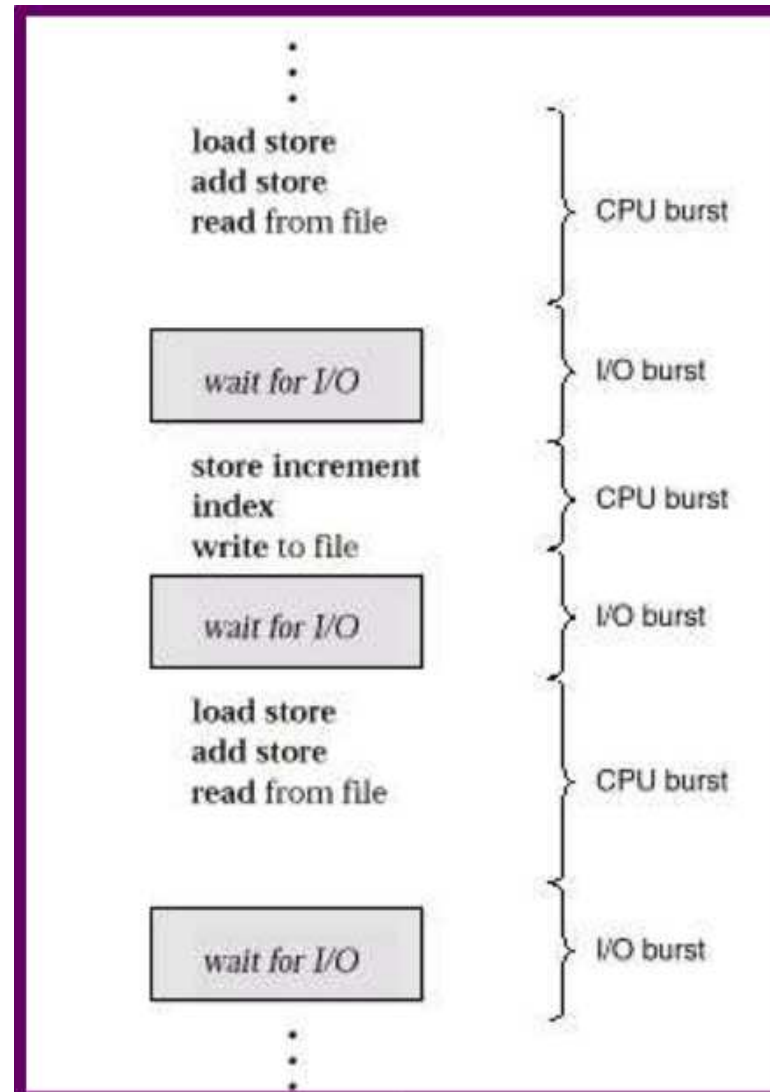 load store
add store
read from file
CPU burst
wait for I/O
I/O burst
store increment
index
write to file
CPU burst
wait for I/O
I/O burst
load store
add store
read from file
CPU burst
wait for I/O
I/O burst